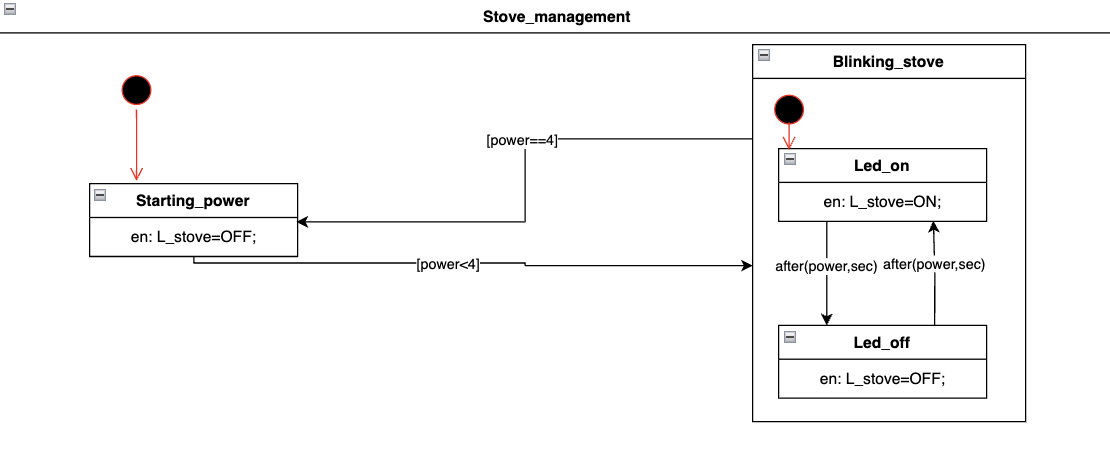 Stove_management
Blinking_stove
[power==4]
Led_on
en: L_stove=ON;
Starting_power
en: L_stove=OFF;
[power<4]
after(power,sec)
after(power,sec)
Led_off
en: L_stove=OFF;